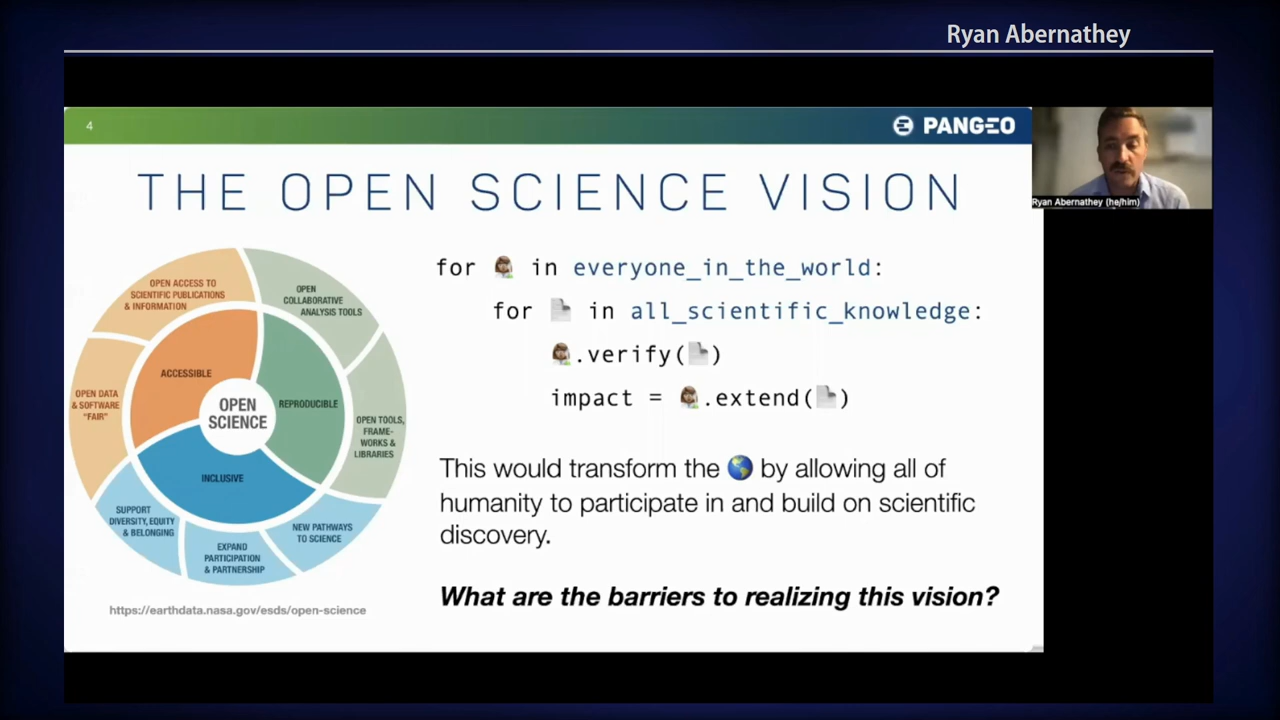 Ryan Abernathey
4
PANGEO
THE OPEN SCIENCE VISION
Ryan Abernathey (he/him)
OPEN ACCESS TO
SCIENTIFIC PUBLICATIONS
& INFORMATION
OPEN
COLLABORATIVE
ANALYSIS TOOLS
ACCESSIBLE
OPEN DATA
& SOFTWARE
"FAIR"
OPEN
SCIENCE
REPRODUCIBLE
OPEN TOOLS,
FRAME-
WORKS &
LIBRARIES
INCLUSIVE
SUPPORT
DIVERSITY, EQUITY
& BELONGING
EXPAND
PARTICIPATION
& PARTNERSHIP
NEW PATHWAYS
TO SCIENCE
https://earthdata.nasa.gov/esds/open-science
for 👩‍🔬 in everyone_in_the_world:
for 📄 in all_scientific_knowledge:
👩‍🔬.verify(📄)
impact = 👩‍🔬.extend(📄)
This would transform the 🌎 by allowing all of
humanity to participate in and build on scientific
discovery.
What are the barriers to realizing this vision?